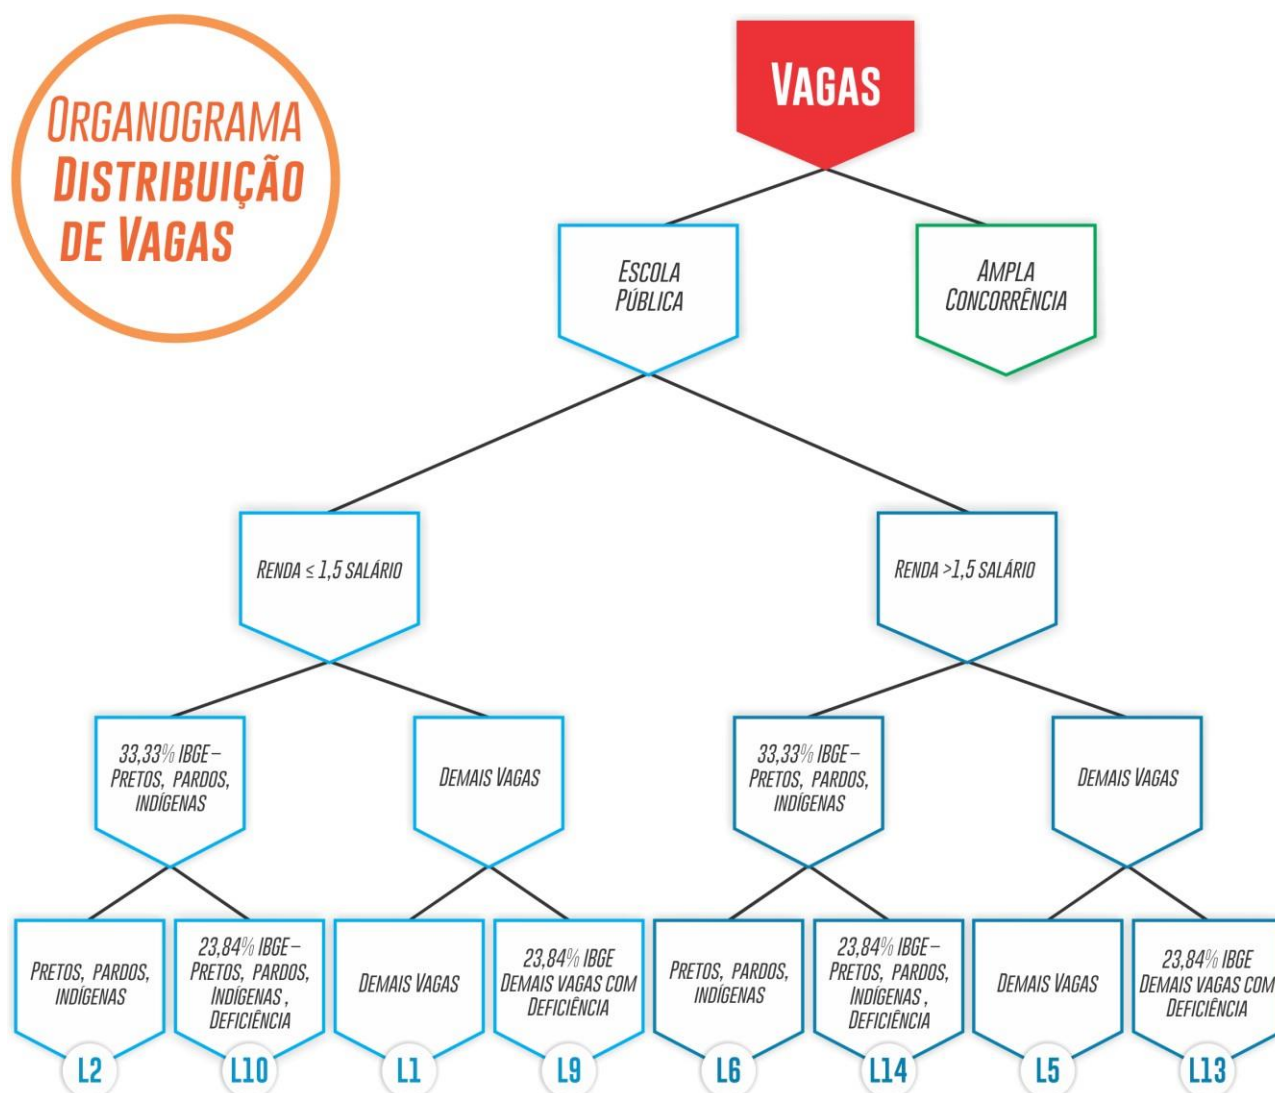 ORGANOGRAMA
DISTRIBUIÇÃO
DE VAGAS
VAGAS
ESCOLA
PÚBLICA
AMPLA
CONCORRÊNCIA
RENDA ≤ 1,5 SALÁRIO
RENDA >1,5 SALÁRIO
33,33% IBGE –
PRETOS, PARDOS,
INDÍGENAS
DEMAIS VAGAS
33,33% IBGE –
PRETOS, PARDOS,
INDÍGENAS
DEMAIS VAGAS
PRETOS, PARDOS,
INDÍGENAS
L2
23,84% IBGE –
PRETOS, PARDOS,
INDÍGENAS ,
DEFICIÊNCIA
L10
DEMAIS VAGAS
L1
23,84% IBGE
DEMAIS VAGAS COM
DEFICIÊNCIA
L9
PRETOS, PARDOS,
INDÍGENAS
L6
23,84% IBGE –
PRETOS, PARDOS,
INDÍGENAS ,
DEFICIÊNCIA
L14
DEMAIS VAGAS
L5
23,84% IBGE
DEMAIS VAGAS COM
DEFICIÊNCIA
L13